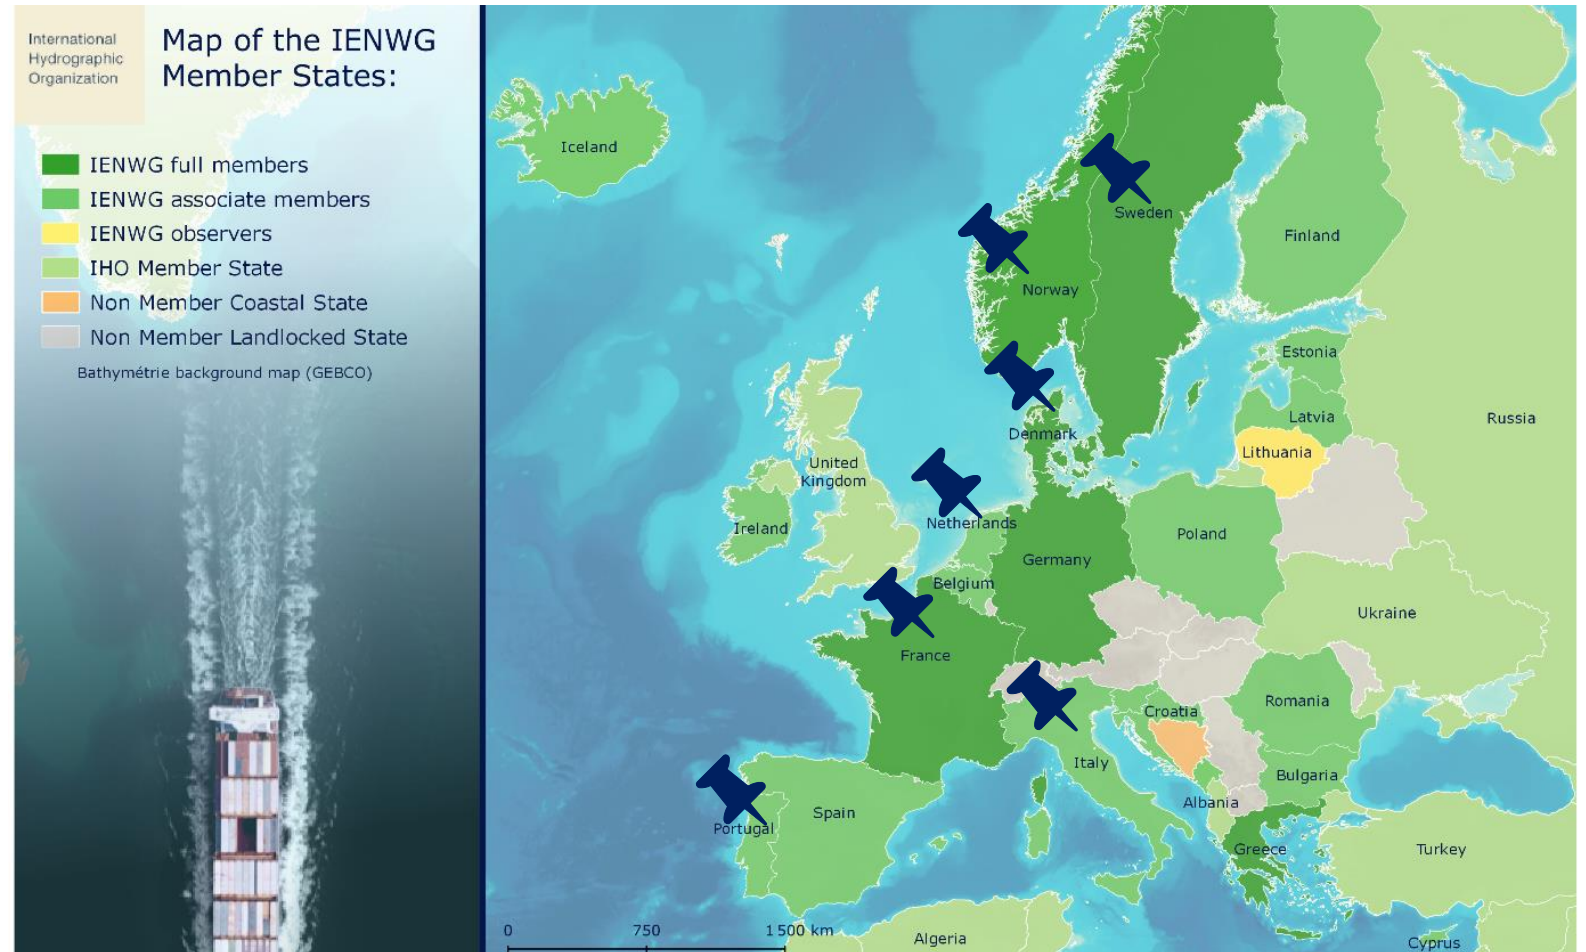 International
Hydrographic
Organization
Map of the IENWG
Member States:
IENWG full members
IENWG associate members
IENWG observers
IHO Member State
Non Member Coastal State
Non Member Landlocked State
Bathymétrie background map (GEBCO)
Iceland
Sweden
Finland
Norway
Estonia
Latvia
Russia
Denmark
Lithuania
United
Kingdom
Ireland
Netherlands
Poland
Germany
Belgium
Ukraine
France
Romania
Croatia
Italy
Bulgaria
Albania
Spain
Portugal
Greece
Turkey
0 750 1 500 km
Algeria
Cyprus